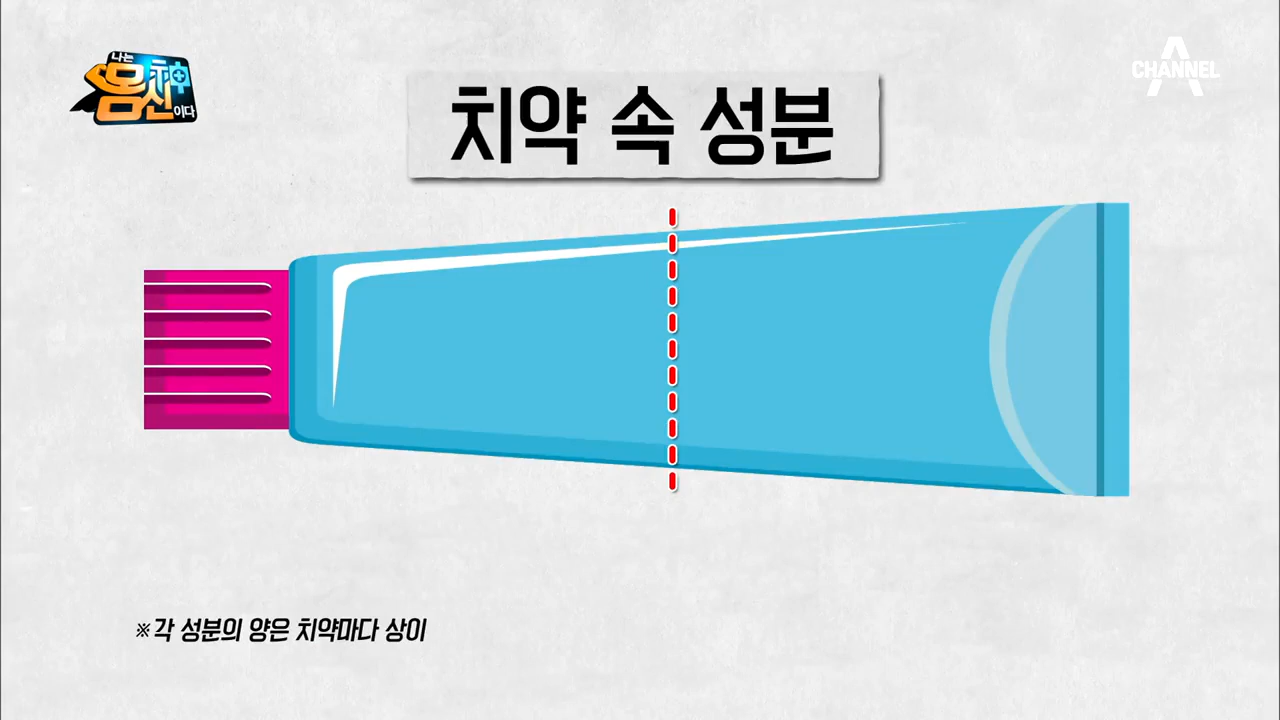 나는
몸神
신이다
CHANNEL A
치약 속 성분
※각 성분의 양은 치약마다 상이